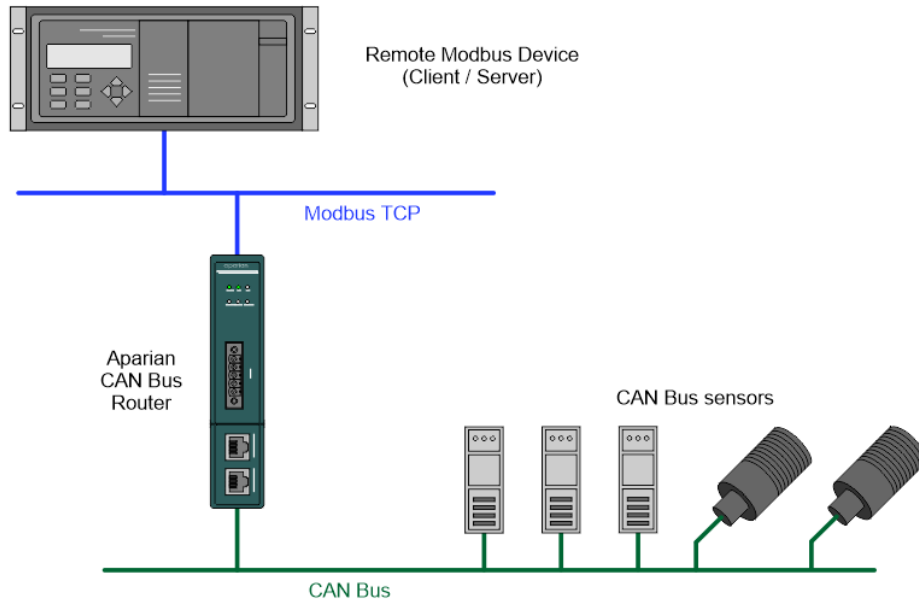 Remote Modbus Device
(Client / Server)
Modbus TCP
Aparian
CAN Bus
Router
CAN Bus sensors
CAN Bus